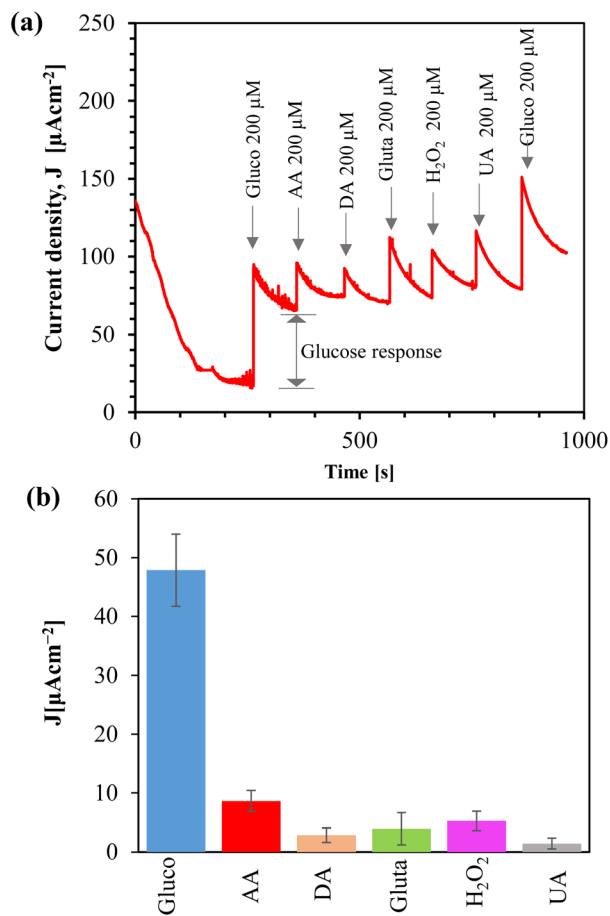 (a)
Current density, J [µAcm⁻²]
250
200
150
100
50
0
Gluco 200 µM
AA 200 µM
DA 200 µM
Gluta 200 µM
H₂O₂ 200 µM
UA 200 µM
Gluco 200 µM
Glucose response
0
500
1000
Time [s]
(b)
J[µAcm⁻²]
60
50
40
30
20
10
0
Gluco
AA
DA
Gluta
H₂O₂
UA